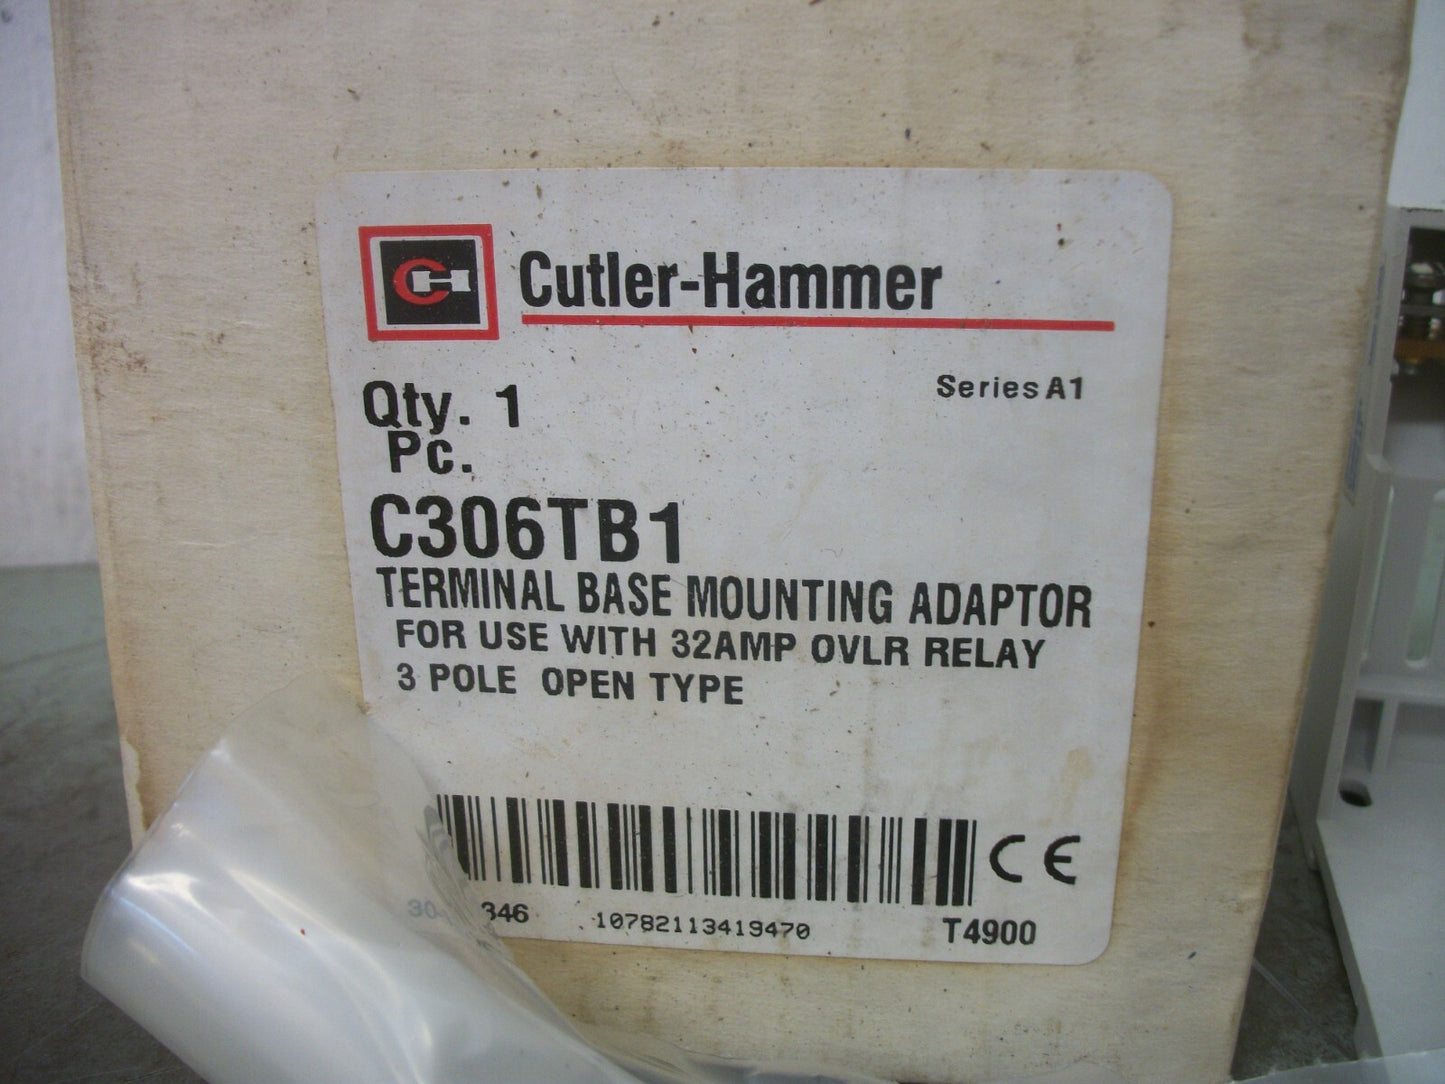 CH Cutler-Hammer
Series A1
Qty. 1
Pc.
C306TB1
TERMINAL BASE MOUNTING ADAPTOR
FOR USE WITH 32AMP OVLR RELAY
3 POLE OPEN TYPE
CE
10782113419470 T4900